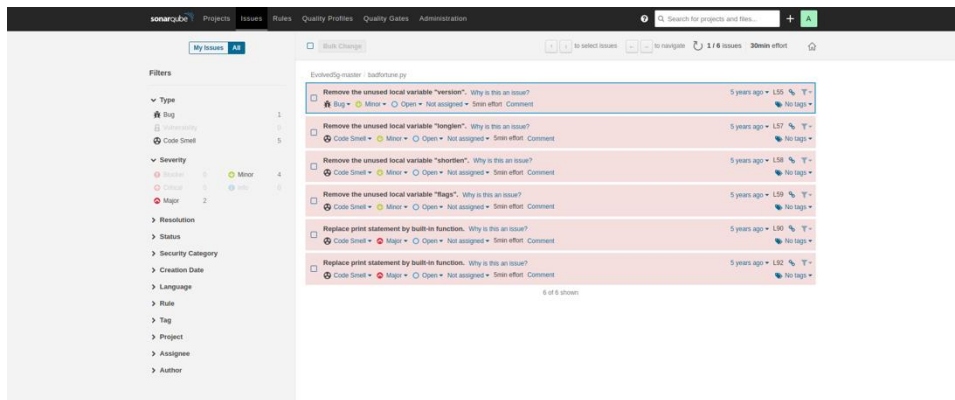 sonarqube Projects Issues Rules Quality Profiles Quality Gates Administration ? Search for projects and files... + A
My Issues All
Bulk Change ↑ ↓ to select issues ← → to navigate 1 / 6 issues 30min effort
Filters
Evolved5g-master badfortune.py
Type
Bug 1
Vulnerability 0
Code Smell 5
Severity
Blocker 0 Minor 4
Critical 0 Info 0
Major 2
Resolution
Status
Security Category
Creation Date
Language
Rule
Tag
Project
Assignee
Author
Remove the unused local variable "version". Why is this an issue? 5 years ago L55
Bug Minor Open Not assigned 5min effort Comment No tags
Remove the unused local variable "longlen". Why is this an issue? 5 years ago L57
Code Smell Minor Open Not assigned 5min effort Comment No tags
Remove the unused local variable "shortlen". Why is this an issue? 5 years ago L58
Code Smell Minor Open Not assigned 5min effort Comment No tags
Remove the unused local variable "flags". Why is this an issue? 5 years ago L59
Code Smell Minor Open Not assigned 5min effort Comment No tags
Replace print statement by built-in function. Why is this an issue? 5 years ago L90
Code Smell Major Open Not assigned 5min effort Comment No tags
Replace print statement by built-in function. Why is this an issue? 5 years ago L92
Code Smell Major Open Not assigned 5min effort Comment No tags
6 of 6 shown